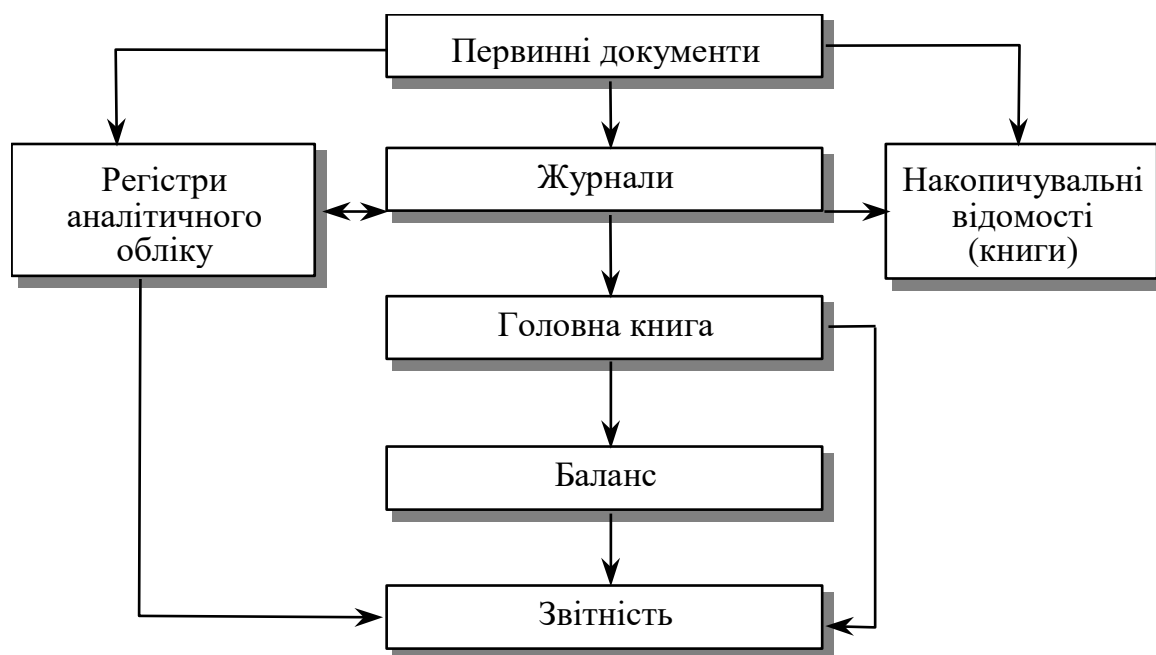 Первинні документи
Регістри
аналітичного
обліку
Журнали
Накопичувальні
відомості
(книги)
Головна книга
Баланс
Звітність